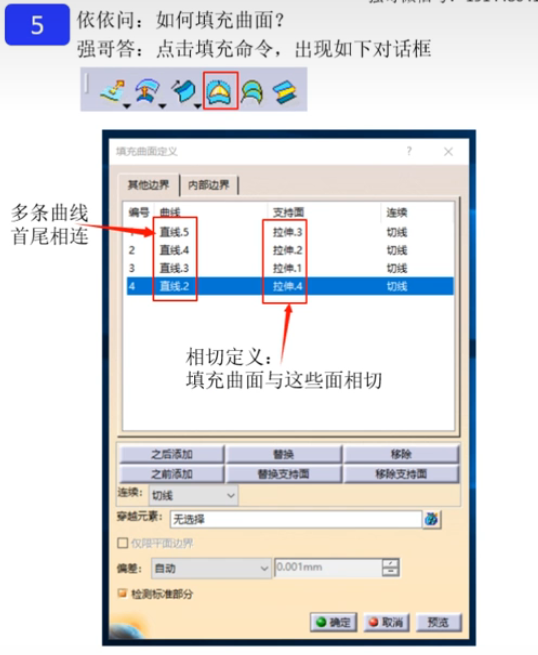 5
依依问：如何填充曲面？
强哥答：点击填充命令，出现如下对话框
填充曲面定义
? ×
其他边界 内部边界
编号 曲线 支持面 连续
多条曲线
首尾相连
1 直线.5 拉伸.3 切线
2 直线.4 拉伸.2 切线
3 直线.3 拉伸.1 切线
4 直线.2 拉伸.4 切线
相切定义：
填充曲面与这些面相切
之后添加 替换 移除
之前添加 替换支持面 移除支持面
连续： 切线
穿越元素： 无选择
仅限平面边界
偏差： 自动 0.001mm
检测标准部分
确定 取消 预览